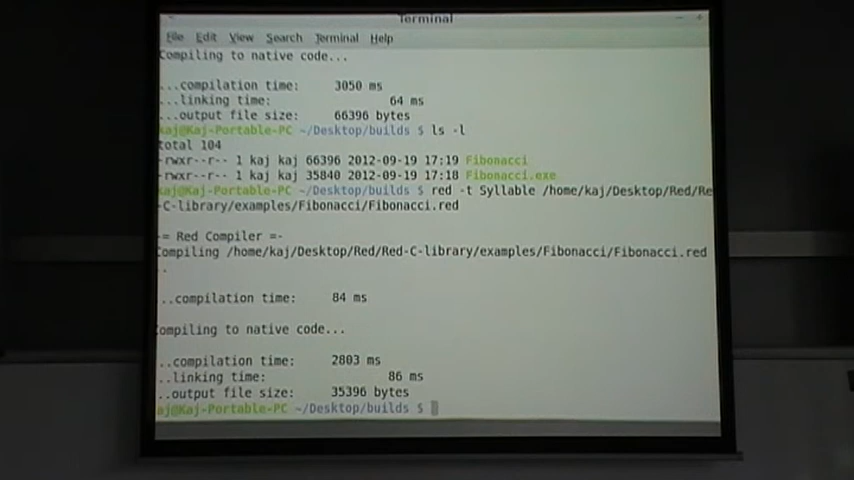 Terminal
File Edit View Search Terminal Help
Compiling to native code...
...compilation time: 3050 ms
...linking time: 64 ms
...output file size: 66396 bytes
kaj@Kaj-Portable-PC ~/Desktop/builds $ ls -l
total 104
-rwxr--r-- 1 kaj kaj 66396 2012-09-19 17:19 Fibonacci
-rwxr--r-- 1 kaj kaj 35840 2012-09-19 17:18 Fibonacci.exe
kaj@Kaj-Portable-PC ~/Desktop/builds $ red -t Syllable /home/kaj/Desktop/Red/Re
-C-library/examples/Fibonacci/Fibonacci.red
-= Red Compiler =-
Compiling /home/kaj/Desktop/Red/Red-C-library/examples/Fibonacci/Fibonacci.red
..
...compilation time: 84 ms
Compiling to native code...
...compilation time: 2803 ms
...linking time: 86 ms
...output file size: 35396 bytes
kaj@Kaj-Portable-PC ~/Desktop/builds $